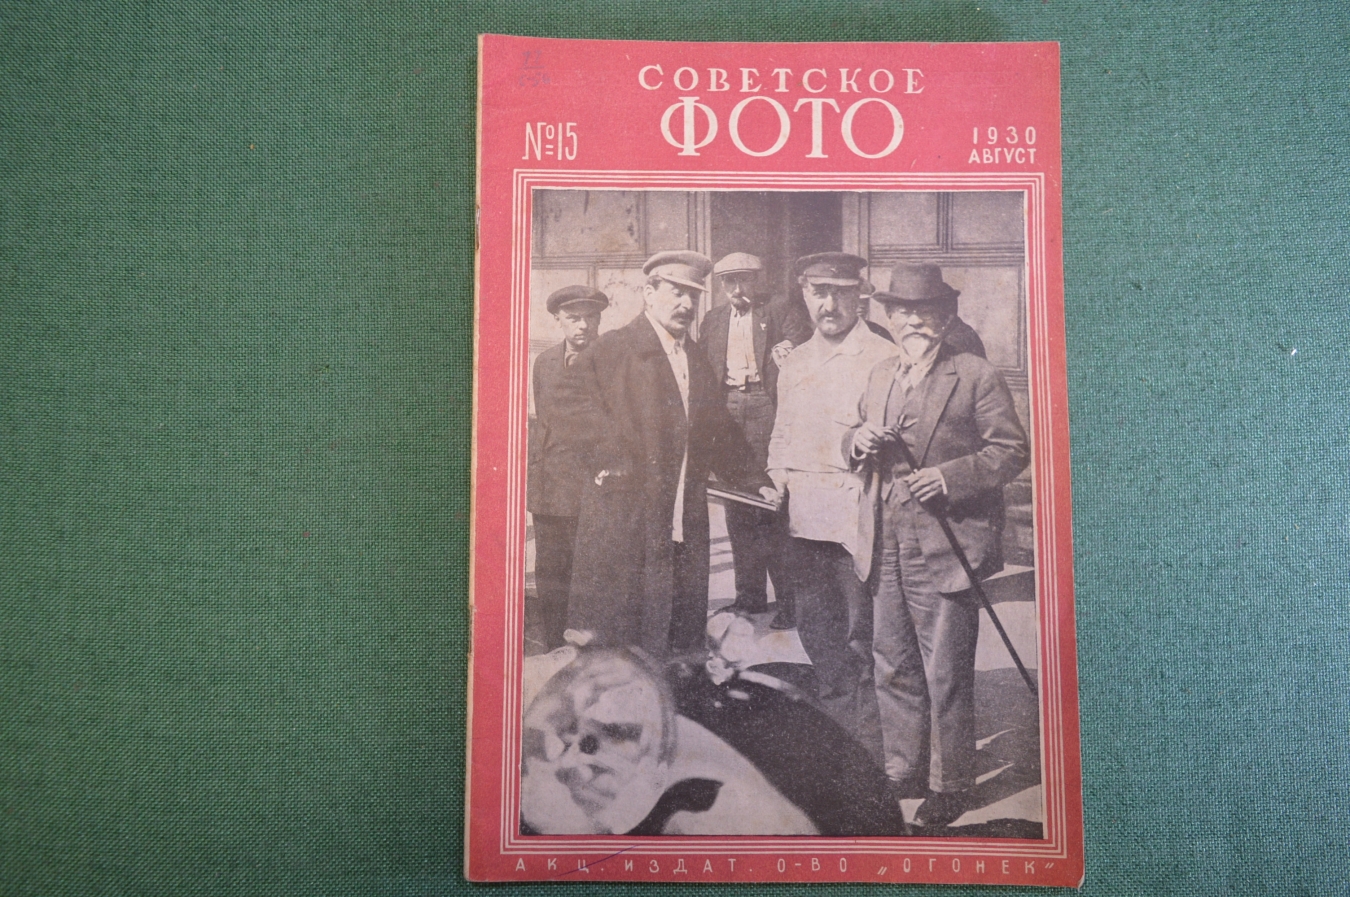 СОВЕТСКОЕ
ФОТО
№15
1930
АВГУСТ
АКЦ. ИЗДАТ. О-ВО „ОГОНЕК"